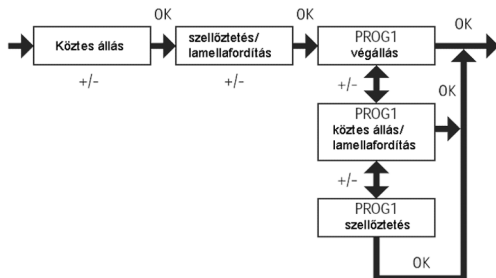 OK
OK
OK
Köztes állás
szellőztetés/
lamellafordítás
PROG1
végállás
+/-
+/-
+/-
OK
PROG1
köztes állás/
lamellafordítás
+/-
PROG1
szellőztetés
OK